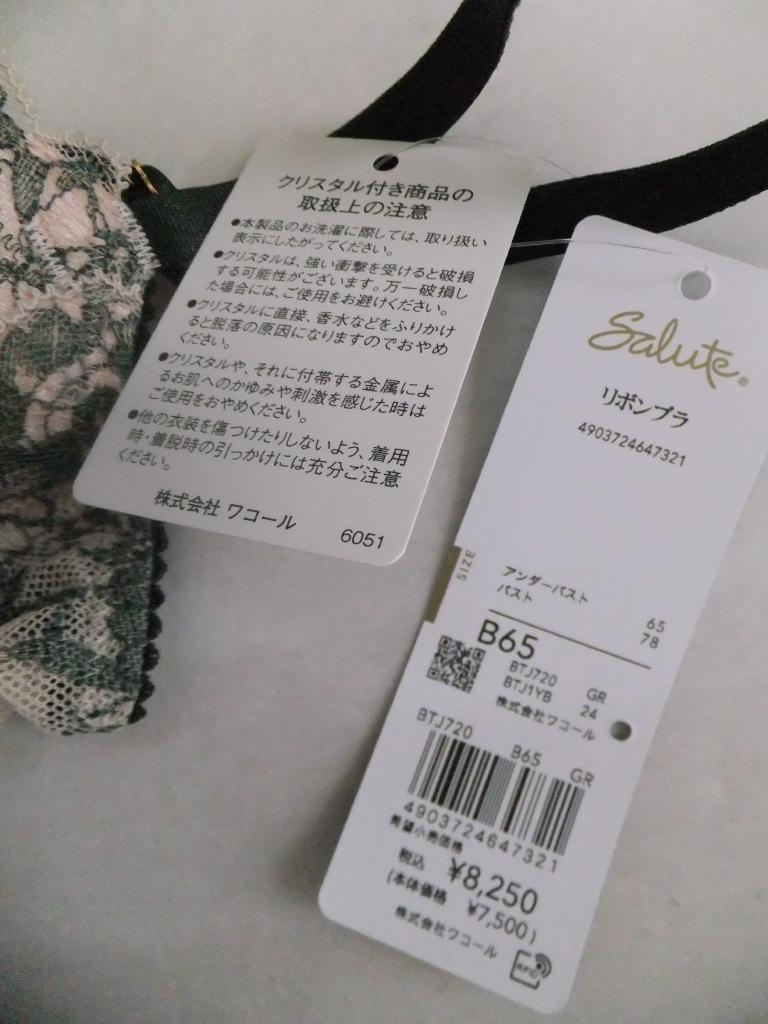 クリスタル付き商品の
取扱上の注意
●本製品のお洗濯に際しては、取り扱い
表示にしたがってください。
●クリスタルは、強い衝撃を受けると破損
する可能性がございます。万一破損し
た場合には、ご使用をお避けください。
●クリスタルに直接、香水などをふりかけ
ると脱落の原因になりますのでおやめ
ください。
●クリスタルや、それに付帯する金属によ
るお肌へのかゆみや刺激を感じた時は
ご使用をおやめください。
●他の衣装を傷つけたりしないよう、着用
時・着脱時の引っかけには充分ご注意
ください。
株式会社 ワコール
6051
Salute®
リボンブラ
4903724647321
SIZE
アンダーバスト 65
バスト 78
B65
BTJ720 GR
BTJ1YB 24
株式会社ワコール
BTJ720 B65 GR
4903724647321
希望小売価格
税込 ¥8,250
(本体価格 ¥7,500)
株式会社ワコール
RFID